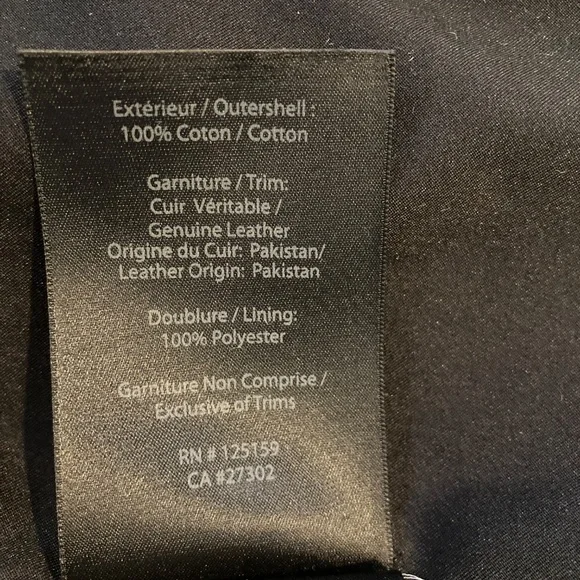 Extérieur / Outershell :
100% Coton / Cotton
Garniture / Trim:
Cuir Véritable /
Genuine Leather
Origine du Cuir: Pakistan/
Leather Origin: Pakistan
Doublure / Lining:
100% Polyester
Garniture Non Comprise /
Exclusive of Trims
RN # 125159
CA #27302